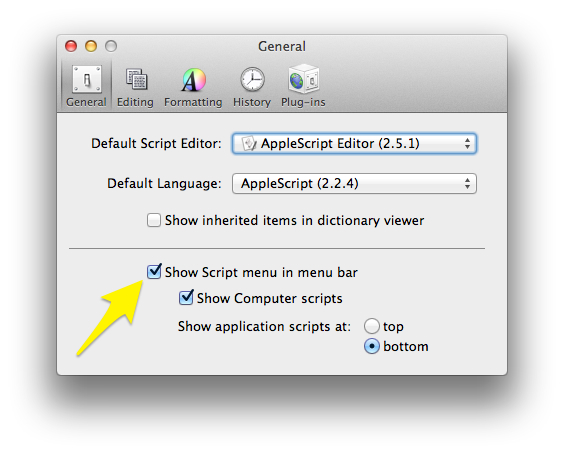 General
General Editing Formatting History Plug-ins
Default Script Editor: AppleScript Editor (2.5.1)
Default Language: AppleScript (2.2.4)
Show inherited items in dictionary viewer
Show Script menu in menu bar
Show Computer scripts
Show application scripts at: top
bottom